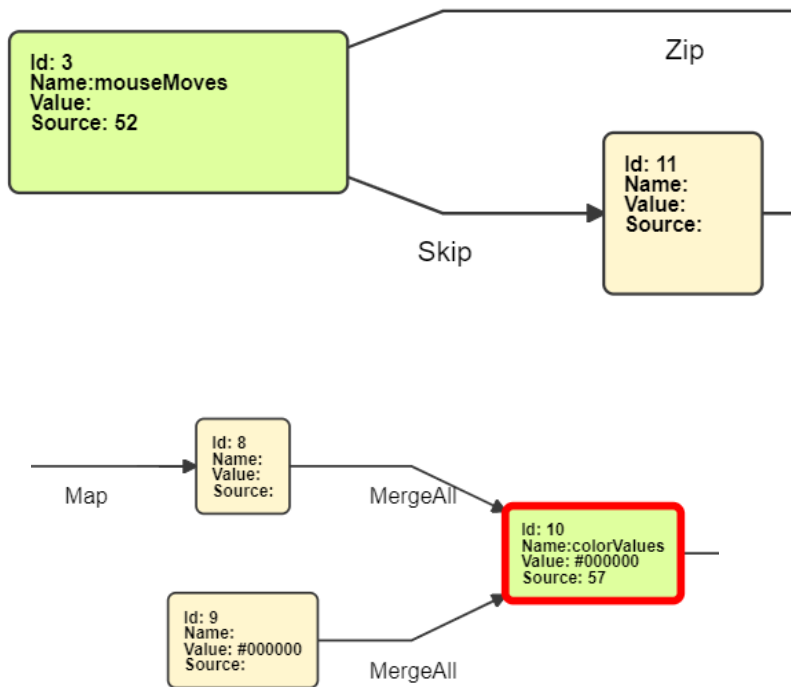 Id: 3
Name:mouseMoves
Value:
Source: 52
Zip
Id: 11
Name:
Value:
Source:
Skip
Id: 8
Name:
Value:
Source:
Map
MergeAll
Id: 10
Name:colorValues
Value: #000000
Source: 57
Id: 9
Name:
Value: #000000
Source:
MergeAll